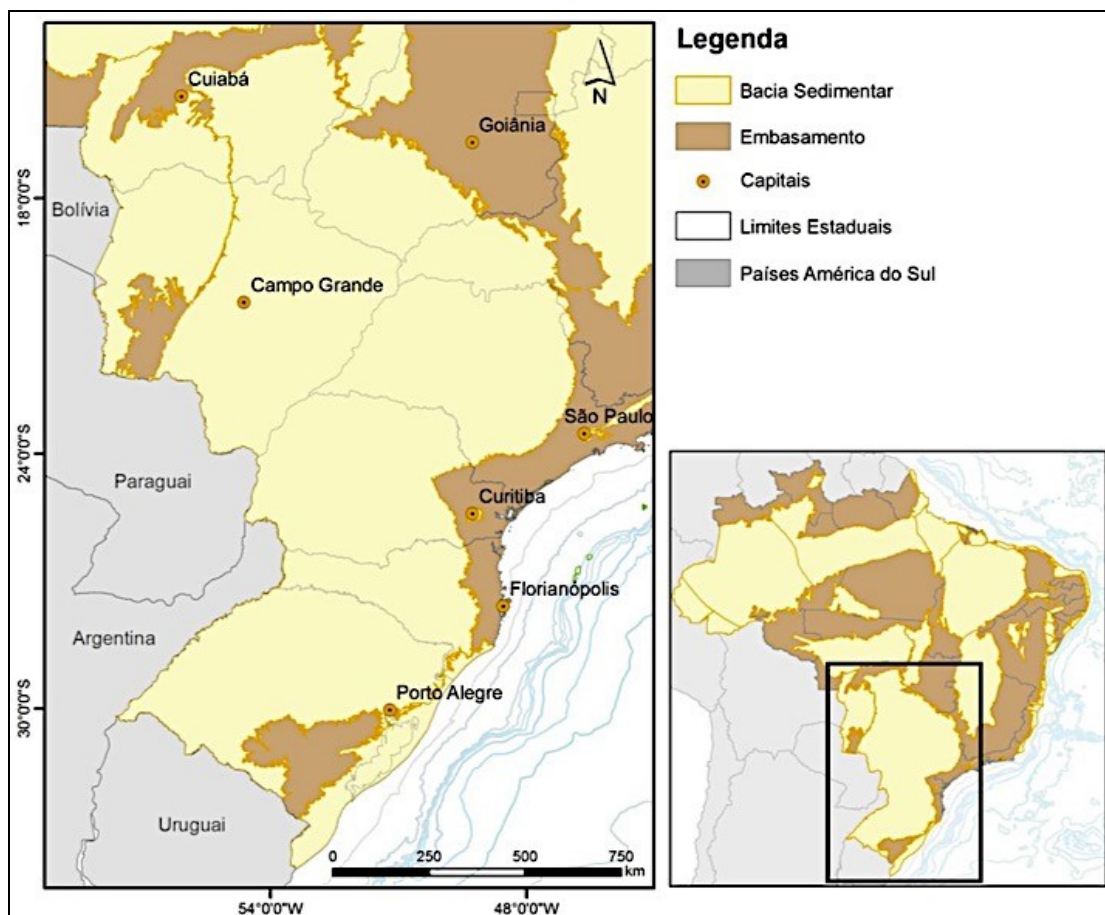 Cuiabá
Goiânia
18°0'0"S
Bolívia
Campo Grande
São Paulo
24°0'0"S
Paraguai
Curitiba
Florianópolis
Argentina
Porto Alegre
30°0'0"S
Uruguai
0 250 500 750
km
54°0'0"W 48°0'0"W
N
Legenda
Bacia Sedimentar
Embasamento
Capitais
Limites Estaduais
Países América do Sul